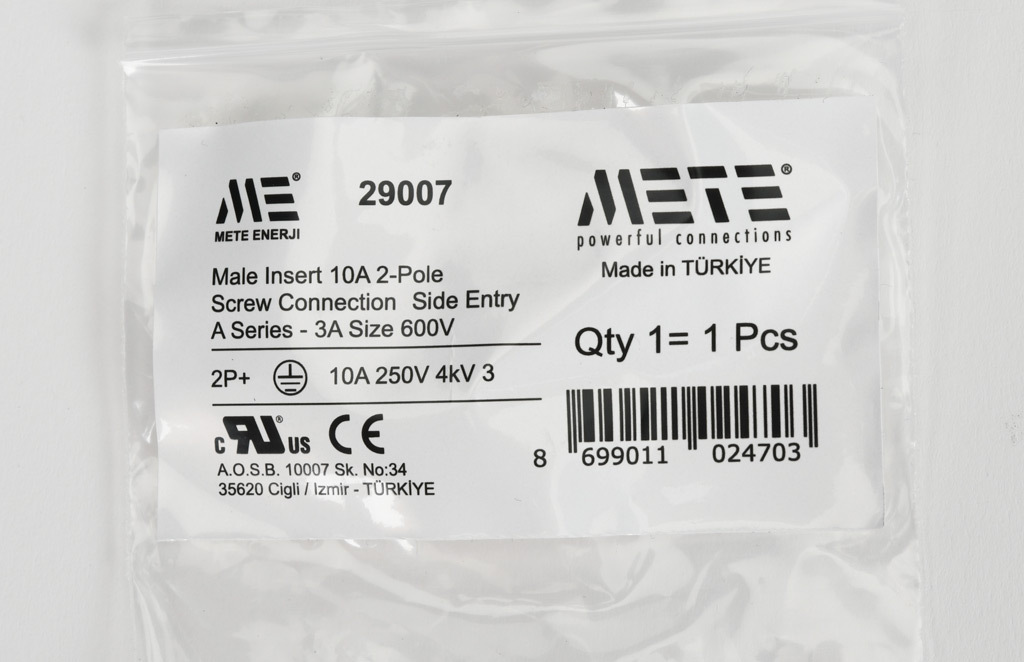 ME®
METE ENERJI
29007
Male Insert 10A 2-Pole
Screw Connection Side Entry
A Series - 3A Size 600V
2P+ 10A 250V 4kV 3
c RU® US CE
A.O.S.B. 10007 Sk. No:34
35620 Cigli / Izmir - TÜRKİYE
METE®
powerful connections
Made in TÜRKİYE
Qty 1= 1 Pcs
8 699011 024703